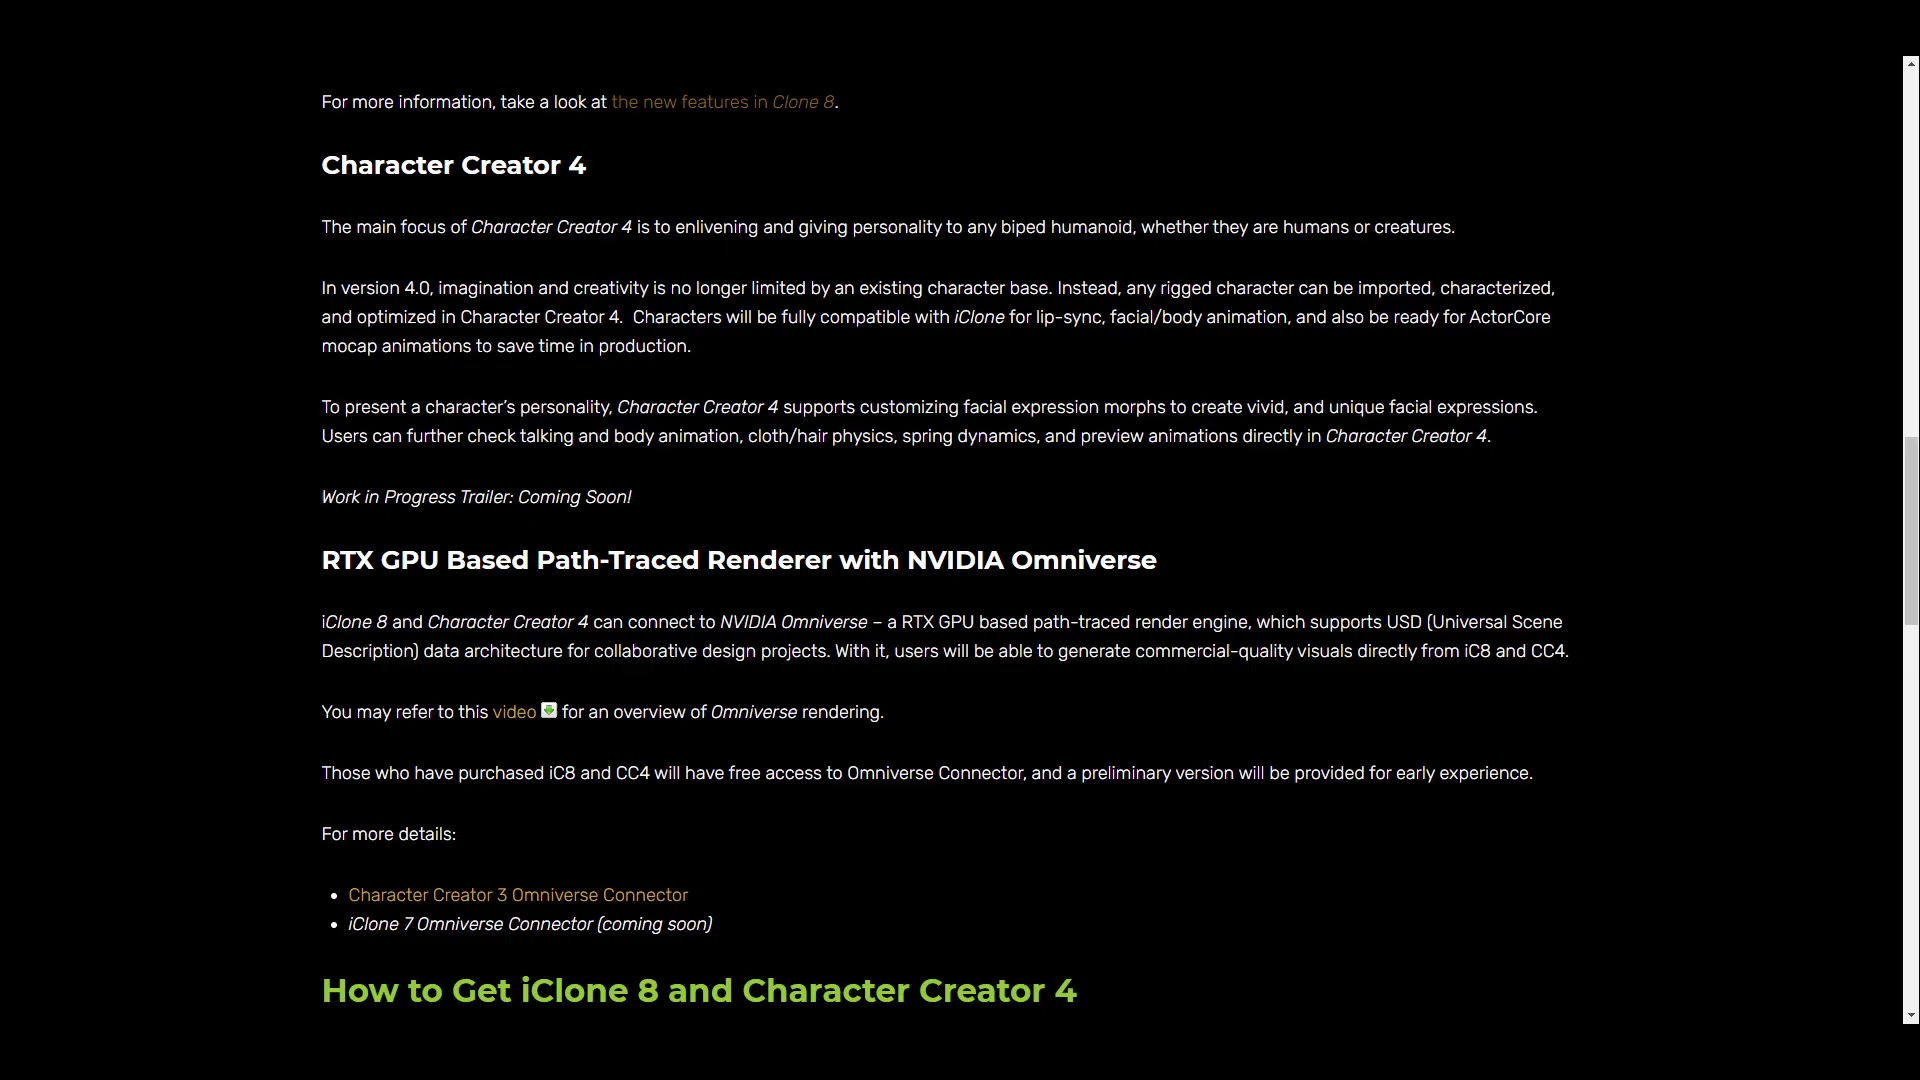 For more information, take a look at the new features in Clone 8.
Character Creator 4
The main focus of Character Creator 4 is to enlivening and giving personality to any biped humanoid, whether they are humans or creatures.
In version 4.0, imagination and creativity is no longer limited by an existing character base. Instead, any rigged character can be imported, characterized,
and optimized in Character Creator 4.  Characters will be fully compatible with iClone for lip-sync, facial/body animation, and also be ready for ActorCore
mocap animations to save time in production.
To present a character’s personality, Character Creator 4 supports customizing facial expression morphs to create vivid, and unique facial expressions.
Users can further check talking and body animation, cloth/hair physics, spring dynamics, and preview animations directly in Character Creator 4.
Work in Progress Trailer: Coming Soon!
RTX GPU Based Path-Traced Renderer with NVIDIA Omniverse
iClone 8 and Character Creator 4 can connect to NVIDIA Omniverse – a RTX GPU based path-traced render engine, which supports USD (Universal Scene
Description) data architecture for collaborative design projects. With it, users will be able to generate commercial-quality visuals directly from iC8 and CC4.
You may refer to this video for an overview of Omniverse rendering.
Those who have purchased iC8 and CC4 will have free access to Omniverse Connector, and a preliminary version will be provided for early experience.
For more details:
• Character Creator 3 Omniverse Connector
• iClone 7 Omniverse Connector (coming soon)
How to Get iClone 8 and Character Creator 4